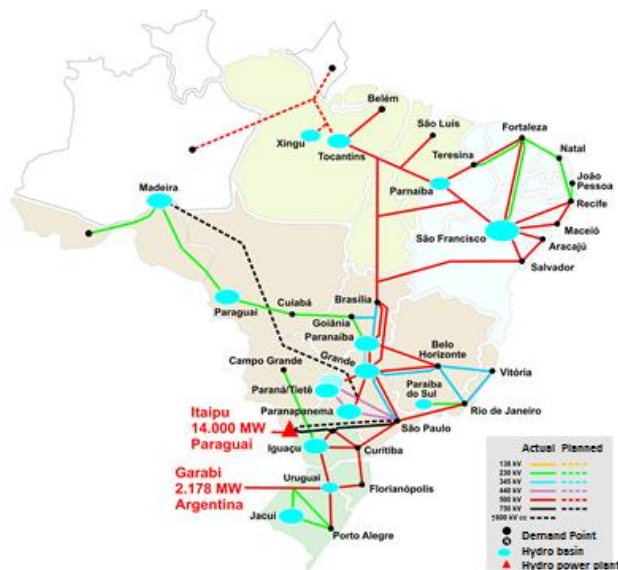 Belém
São Luís
Fortaleza
Xingu
Tocantins
Teresina
Natal
Madeira
Parnaíba
João
Pessoa
Recife
São Francisco
Maceió
Aracajú
Salvador
Brasília
Paraguai
Cuiabá
Goiânia
Paranaíba
Campo Grande
Grande
Belo
Horizonte
Vitória
Paraná/Tietê
Paraíba
do Sul
Itaipu
14.000 MW
Paraguai
Paranapanema
São Paulo
Rio de Janeiro
Iguaçu
Curitiba
Garabi
2.178 MW
Argentina
Uruguai
Florianópolis
Jacui
Porto Alegre
Actual Planned
138 kV
230 kV
345 kV
440 kV
500 kV
750 kV
Demand Point
N
Hydro basin
Hydro power plant